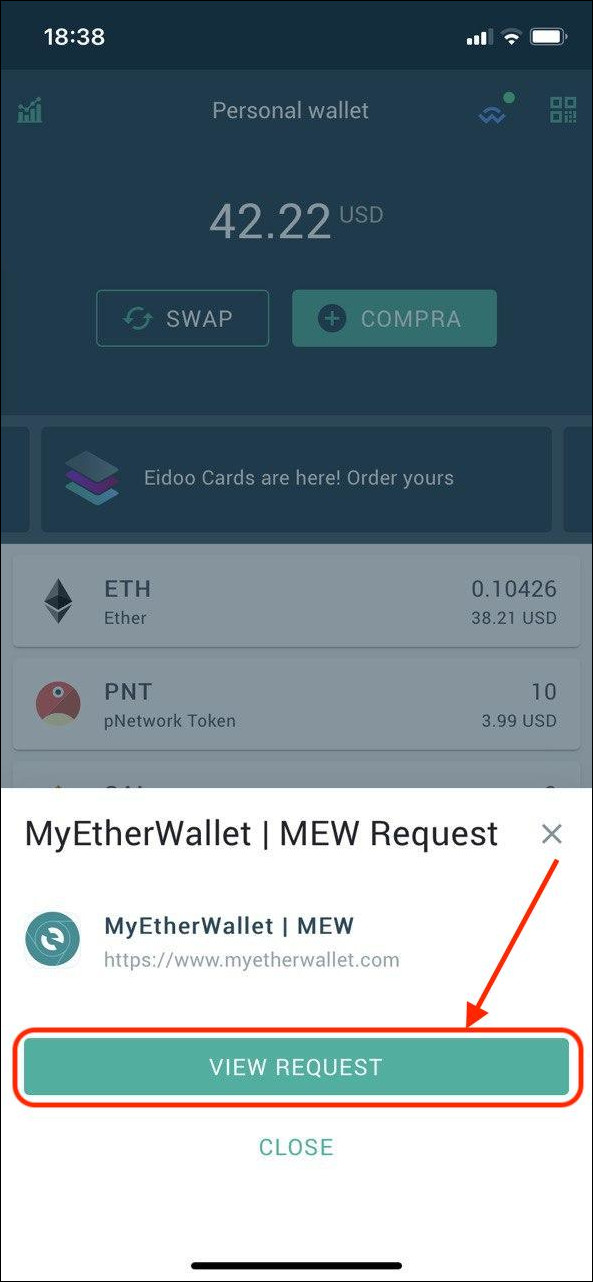 18:38
Personal wallet
42.22 USD
SWAP
COMPRA
Eidoo Cards are here! Order yours
ETH
0.10426
Ether
38.21 USD
PNT
10
pNetwork Token
3.99 USD
MyEtherWallet | MEW Request
MyEtherWallet | MEW
https://www.myetherwallet.com
VIEW REQUEST
CLOSE